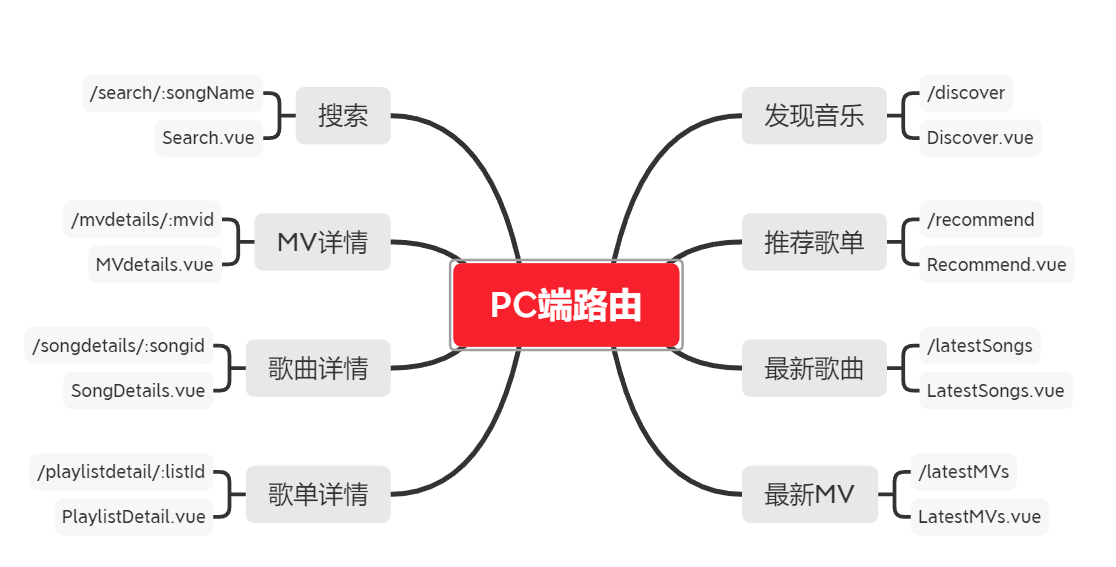 PC端路由
发现音乐
/discover
Discover.vue
推荐歌单
/recommend
Recommend.vue
最新歌曲
/latestSongs
LatestSongs.vue
最新MV
/latestMVs
LatestMVs.vue
搜索
/search/:songName
Search.vue
MV详情
/mvdetails/:mvid
MVdetails.vue
歌曲详情
/songdetails/:songid
SongDetails.vue
歌单详情
/playlistdetail/:listId
PlaylistDetail.vue